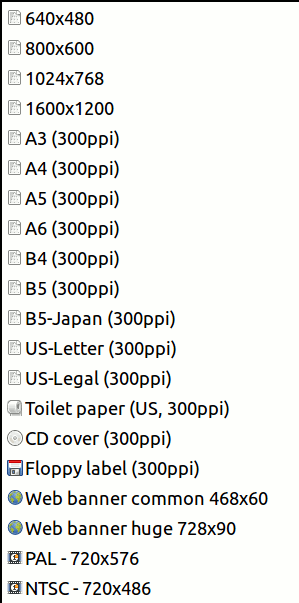 640x480
800x600
1024x768
1600x1200
A3 (300ppi)
A4 (300ppi)
A5 (300ppi)
A6 (300ppi)
B4 (300ppi)
B5 (300ppi)
B5-Japan (300ppi)
US-Letter (300ppi)
US-Legal (300ppi)
Toilet paper (US, 300ppi)
CD cover (300ppi)
Floppy label (300ppi)
Web banner common 468x60
Web banner huge 728x90
PAL - 720x576
NTSC - 720x486